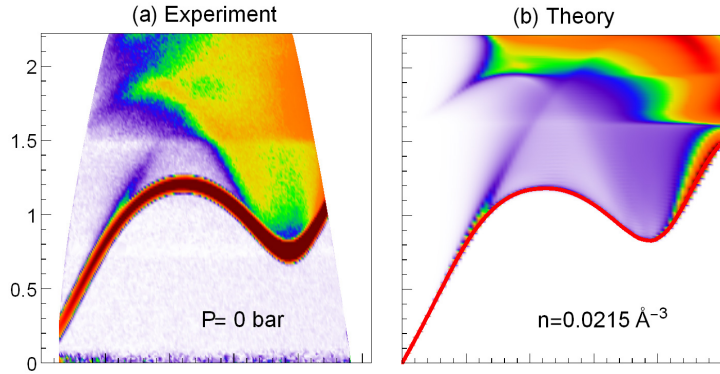 (a) Experiment
(b) Theory
2
1.5
1
0.5
0
P= 0 bar
n=0.0215 Å⁻³